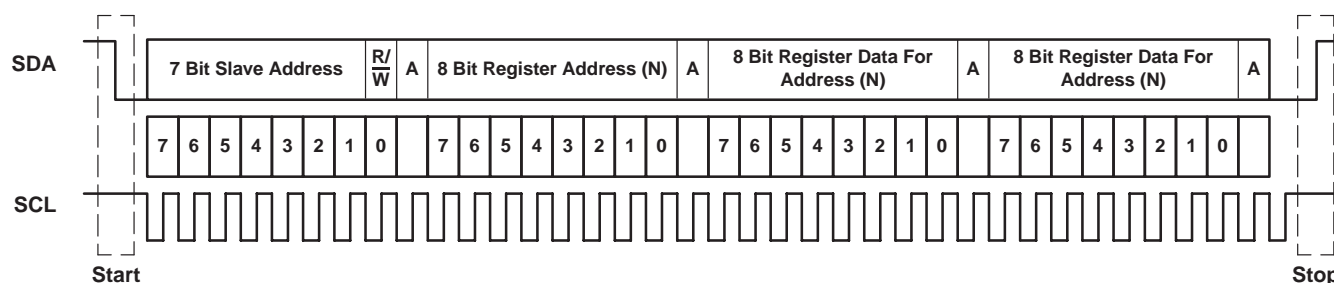 SDA
7 Bit Slave Address
R/
W
A
8 Bit Register Address (N)
A
8 Bit Register Data For
Address (N)
A
8 Bit Register Data For
Address (N)
A
7 6 5 4 3 2 1 0 7 6 5 4 3 2 1 0 7 6 5 4 3 2 1 0 7 6 5 4 3 2 1 0
SCL
Start
Stop